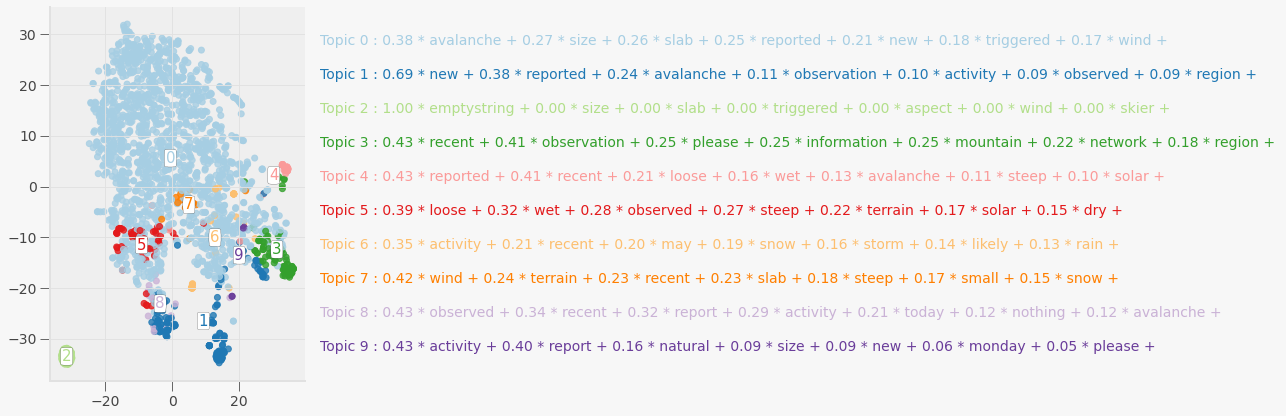 30
20
10
0
−10
−20
−30
−20
0
20
0
4
7
6
5
3
9
8
1
2
Topic 0 : 0.38 * avalanche + 0.27 * size + 0.26 * slab + 0.25 * reported + 0.21 * new + 0.18 * triggered + 0.17 * wind +
Topic 1 : 0.69 * new + 0.38 * reported + 0.24 * avalanche + 0.11 * observation + 0.10 * activity + 0.09 * observed + 0.09 * region +
Topic 2 : 1.00 * emptystring + 0.00 * size + 0.00 * slab + 0.00 * triggered + 0.00 * aspect + 0.00 * wind + 0.00 * skier +
Topic 3 : 0.43 * recent + 0.41 * observation + 0.25 * please + 0.25 * information + 0.25 * mountain + 0.22 * network + 0.18 * region +
Topic 4 : 0.43 * reported + 0.41 * recent + 0.21 * loose + 0.16 * wet + 0.13 * avalanche + 0.11 * steep + 0.10 * solar +
Topic 5 : 0.39 * loose + 0.32 * wet + 0.28 * observed + 0.27 * steep + 0.22 * terrain + 0.17 * solar + 0.15 * dry +
Topic 6 : 0.35 * activity + 0.21 * recent + 0.20 * may + 0.19 * snow + 0.16 * storm + 0.14 * likely + 0.13 * rain +
Topic 7 : 0.42 * wind + 0.24 * terrain + 0.23 * recent + 0.23 * slab + 0.18 * steep + 0.17 * small + 0.15 * snow +
Topic 8 : 0.43 * observed + 0.34 * recent + 0.32 * report + 0.29 * activity + 0.21 * today + 0.12 * nothing + 0.12 * avalanche +
Topic 9 : 0.43 * activity + 0.40 * report + 0.16 * natural + 0.09 * size + 0.09 * new + 0.06 * monday + 0.05 * please +